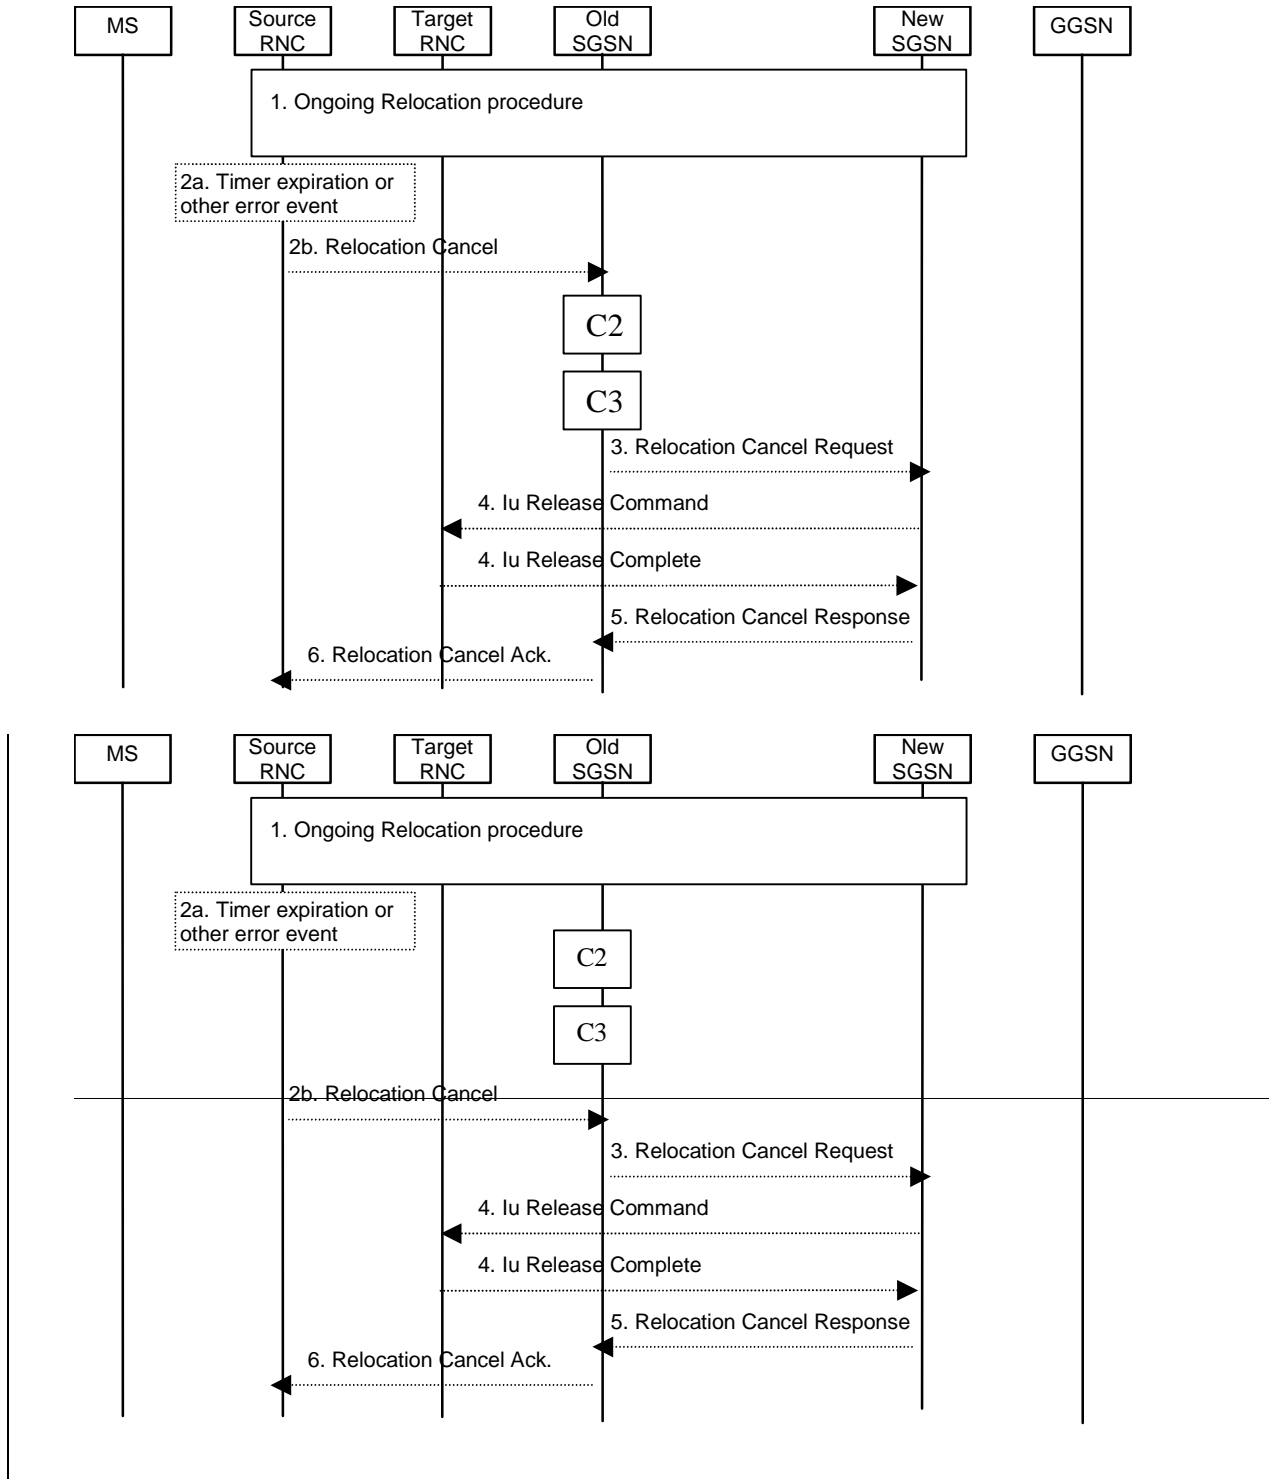 MS
Source
RNC
Target
RNC
Old
SGSN
New
SGSN
GGSN
1. Ongoing Relocation procedure
2a. Timer expiration or
other error event
2b. Relocation Cancel
C2
C3
3. Relocation Cancel Request
4. Iu Release Command
4. Iu Release Complete
5. Relocation Cancel Response
6. Relocation Cancel Ack.
MS
Source
RNC
Target
RNC
Old
SGSN
New
SGSN
GGSN
1. Ongoing Relocation procedure
2a. Timer expiration or
other error event
C2
C3
2b. Relocation Cancel
3. Relocation Cancel Request
4. Iu Release Command
4. Iu Release Complete
5. Relocation Cancel Response
6. Relocation Cancel Ack.